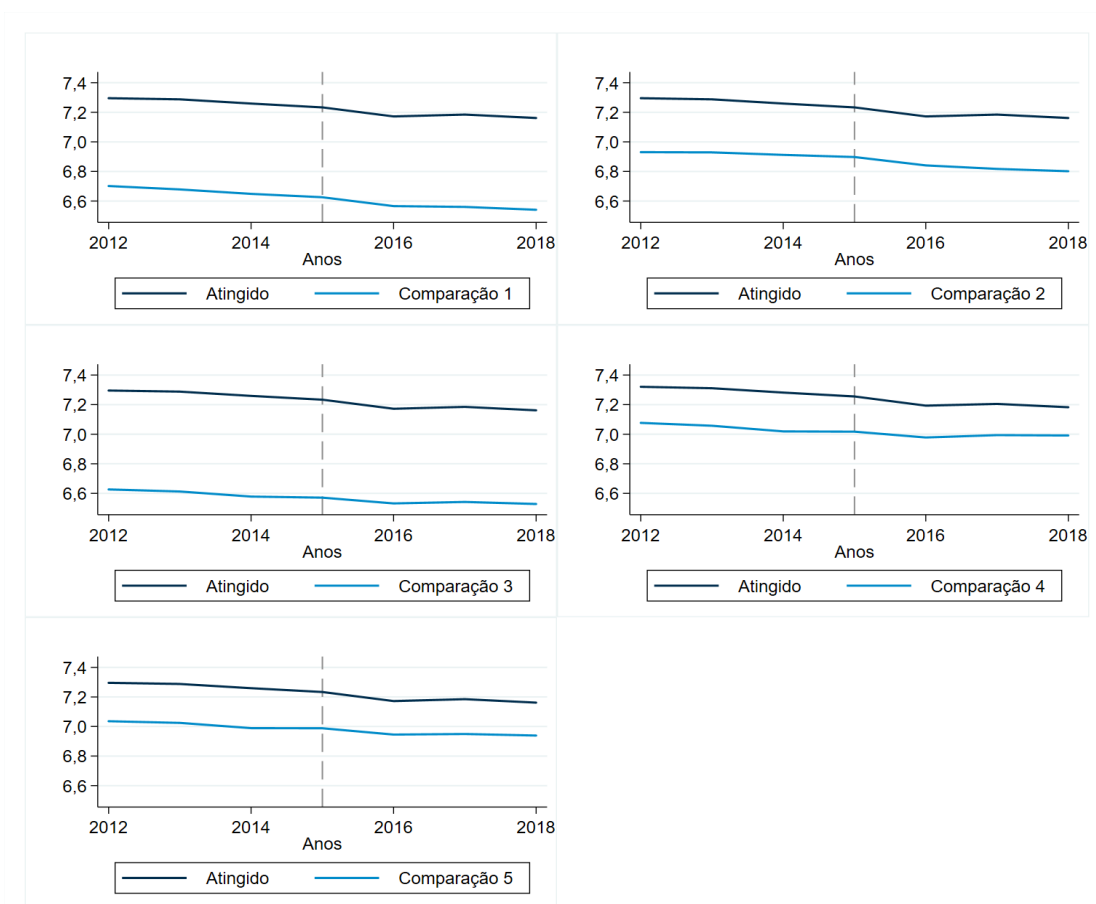 7,4
7,2
7,0
6,8
6,6
2012 2014 2016 2018
Anos
Atingido Comparação 1
7,4
7,2
7,0
6,8
6,6
2012 2014 2016 2018
Anos
Atingido Comparação 2
7,4
7,2
7,0
6,8
6,6
2012 2014 2016 2018
Anos
Atingido Comparação 3
7,4
7,2
7,0
6,8
6,6
2012 2014 2016 2018
Anos
Atingido Comparação 4
7,4
7,2
7,0
6,8
6,6
2012 2014 2016 2018
Anos
Atingido Comparação 5